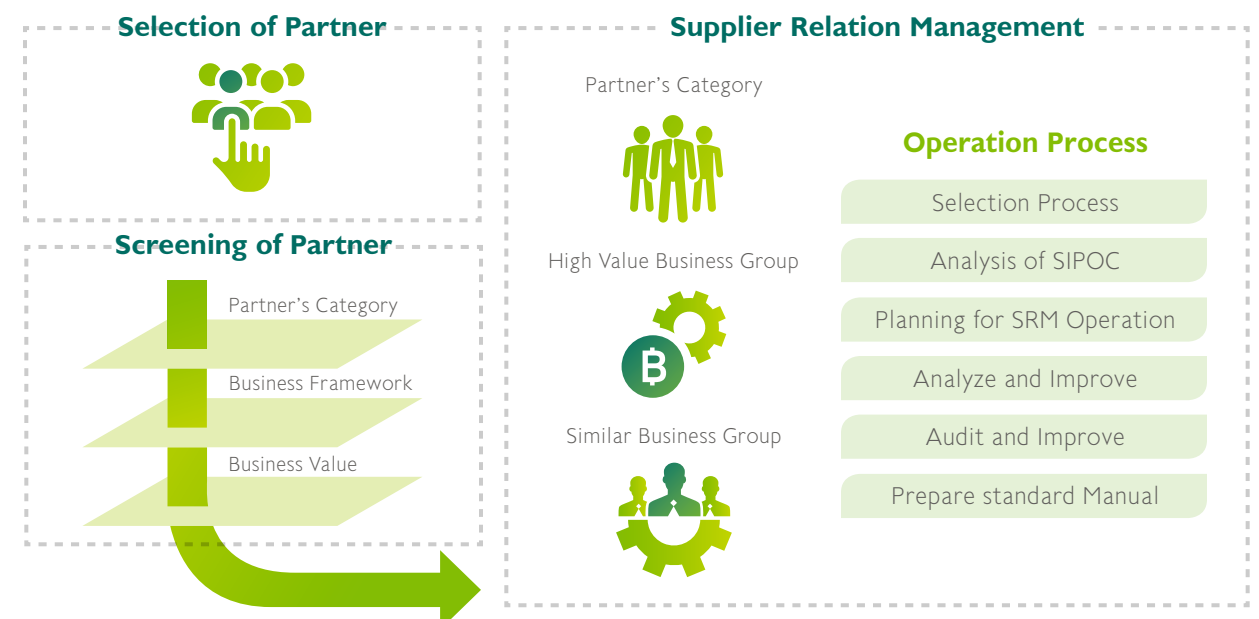 Selection of Partner
Screening of Partner
Partner’s Category
Business Framework
Business Value
Supplier Relation Management
Partner’s Category
High Value Business Group
฿
Similar Business Group
Operation Process
Selection Process
Analysis of SIPOC
Planning for SRM Operation
Analyze and Improve
Audit and Improve
Prepare standard Manual